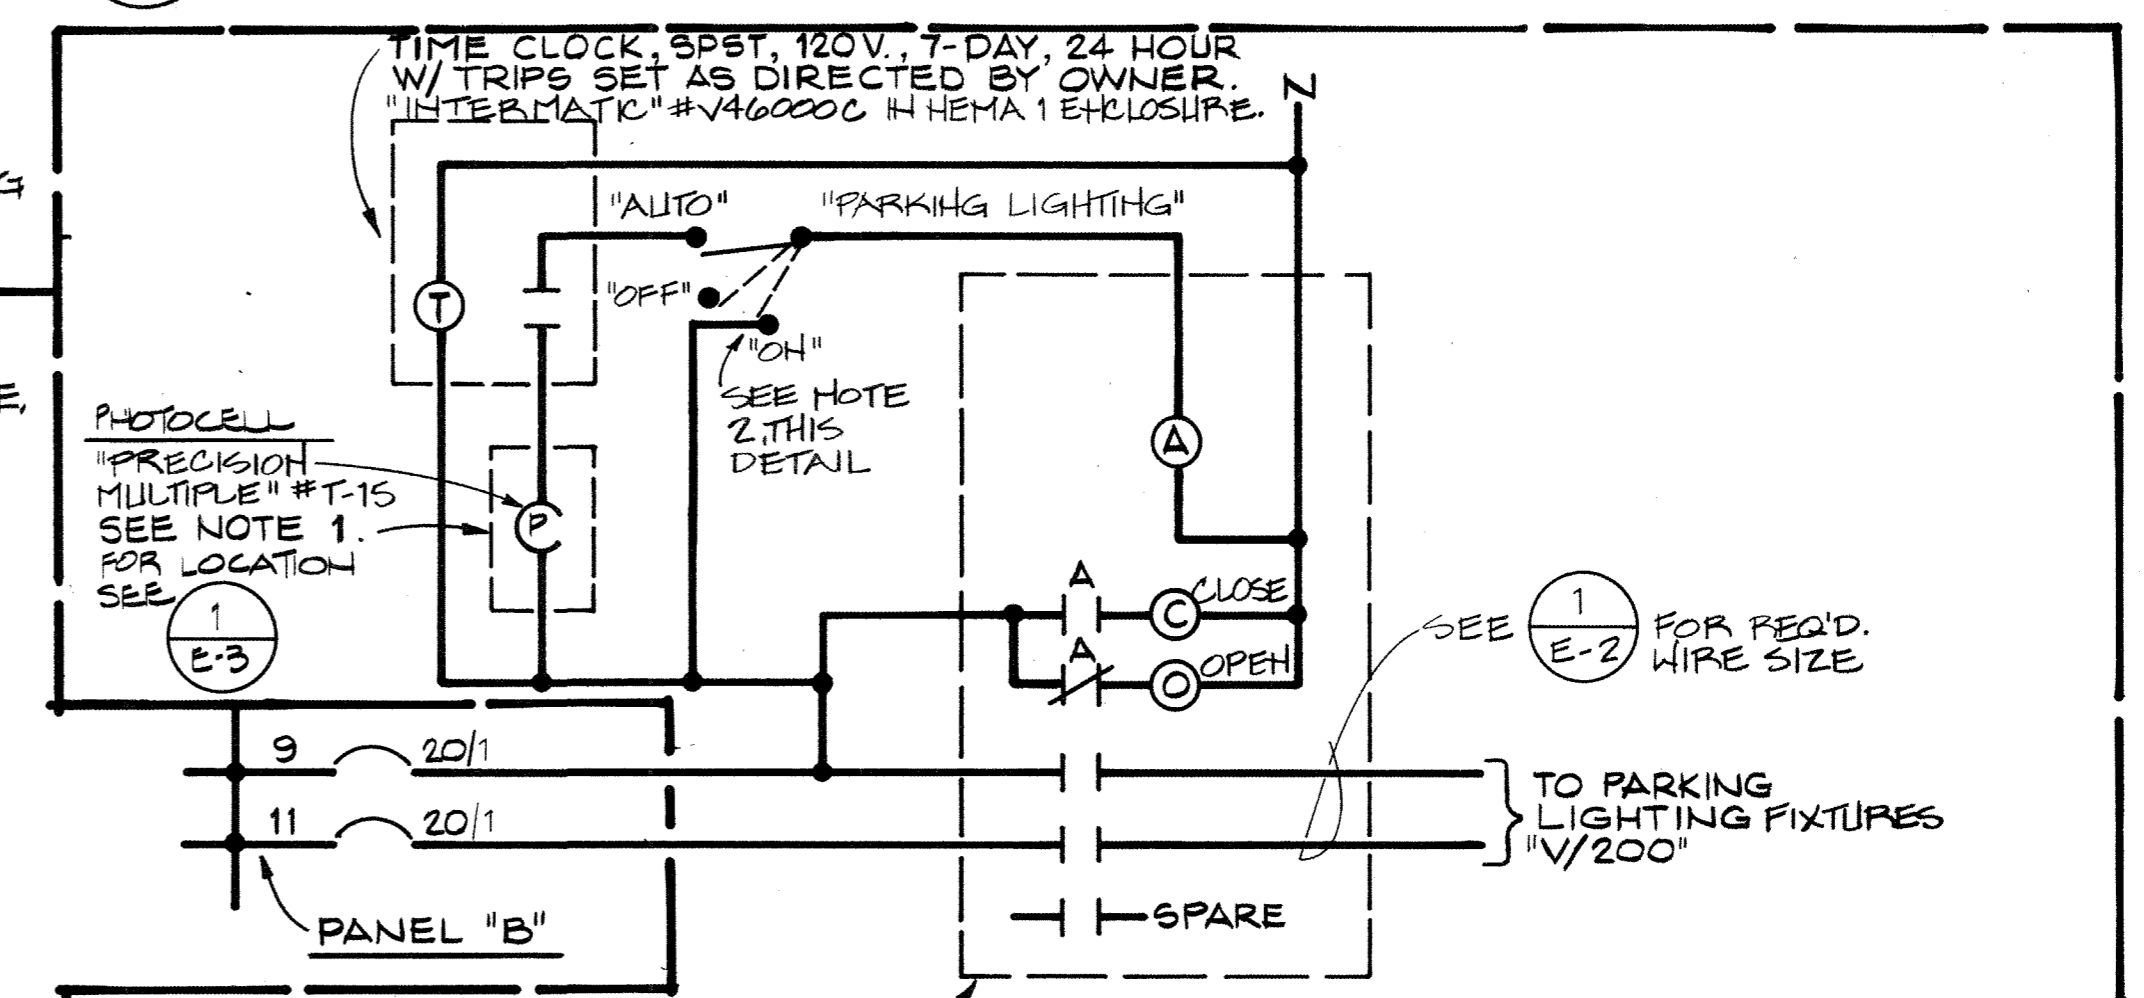 TIME CLOCK, SPST, 120V., 7-DAY, 24 HOUR
W/ TRIPS SET AS DIRECTED BY OWNER.
"INTERMATIC" #V46000C IN NEMA 1 ENCLOSURE.
N
"AUTO"
"PARKING LIGHTING"
T
"OFF"
"ON"
SEE NOTE
2, THIS
DETAIL
A
PHOTOCELL
"PRECISION
MULTIPLE" #T-15
SEE NOTE 1.
FOR LOCATION
SEE
1
E-3
P
A
C
CLOSE
A
O
OPEN
SEE
1
E-2
FOR REQ'D.
WIRE SIZE
9
20/1
11
20/1
TO PARKING
LIGHTING FIXTURES
"V/200"
SPARE
PANEL "B"